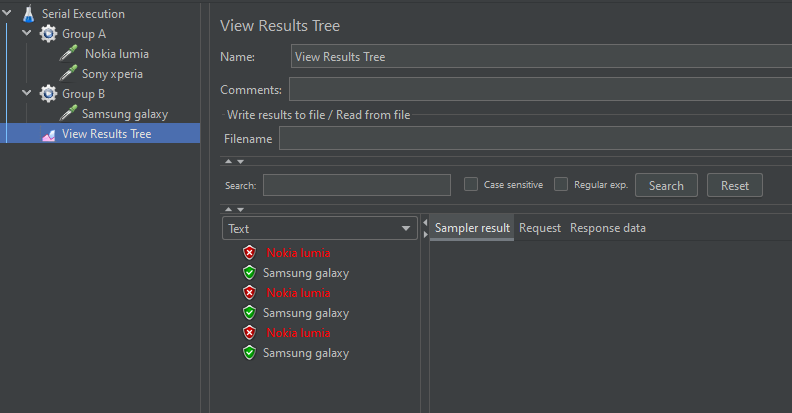 Serial Execution
Group A
Nokia lumia
Sony xperia
Group B
Samsung galaxy
View Results Tree
View Results Tree
Name: View Results Tree
Comments:
Write results to file / Read from file
Filename
Search: Case sensitive Regular exp. Search Reset
Text
Sampler result Request Response data
Nokia lumia
Samsung galaxy
Nokia lumia
Samsung galaxy
Nokia lumia
Samsung galaxy